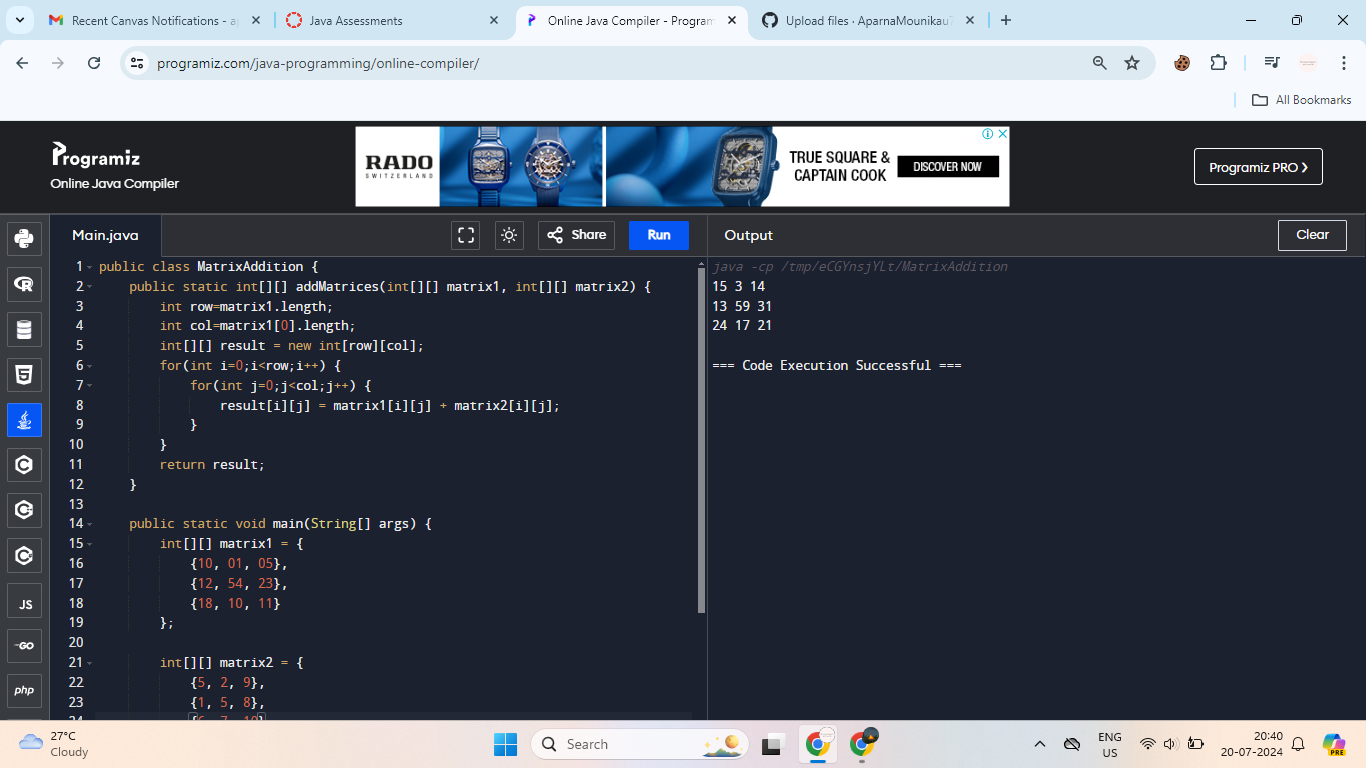 Recent Canvas Notifications - a
Java Assessments
Online Java Compiler - Program
Upload files · AparnaMounikau
programiz.com/java-programming/online-compiler/
All Bookmarks
Programiz
Online Java Compiler
RADO
SWITZERLAND
TRUE SQUARE &
CAPTAIN COOK
DISCOVER NOW
Programiz PRO
Main.java
Share
Run
Output
Clear
1 public class MatrixAddition {
2 public static int[][] addMatrices(int[][] matrix1, int[][] matrix2) {
3 int row=matrix1.length;
4 int col=matrix1[0].length;
5 int[][] result = new int[row][col];
6 for(int i=0;i<row;i++) {
7 for(int j=0;j<col;j++) {
8 result[i][j] = matrix1[i][j] + matrix2[i][j];
9 }
10 }
11 return result;
12 }
13
14 public static void main(String[] args) {
15 int[][] matrix1 = {
16 {10, 01, 05},
17 {12, 54, 23},
18 {18, 10, 11}
19 };
20
21 int[][] matrix2 = {
22 {5, 2, 9},
23 {1, 5, 8},
24 {6, 7, 10}
java -cp /tmp/eCGYnsjYLt/MatrixAddition
15 3 14
13 59 31
24 17 21
=== Code Execution Successful ===
JS
GO
php
27°C
Cloudy
Search
ENG
US
20:40
20-07-2024
PRE